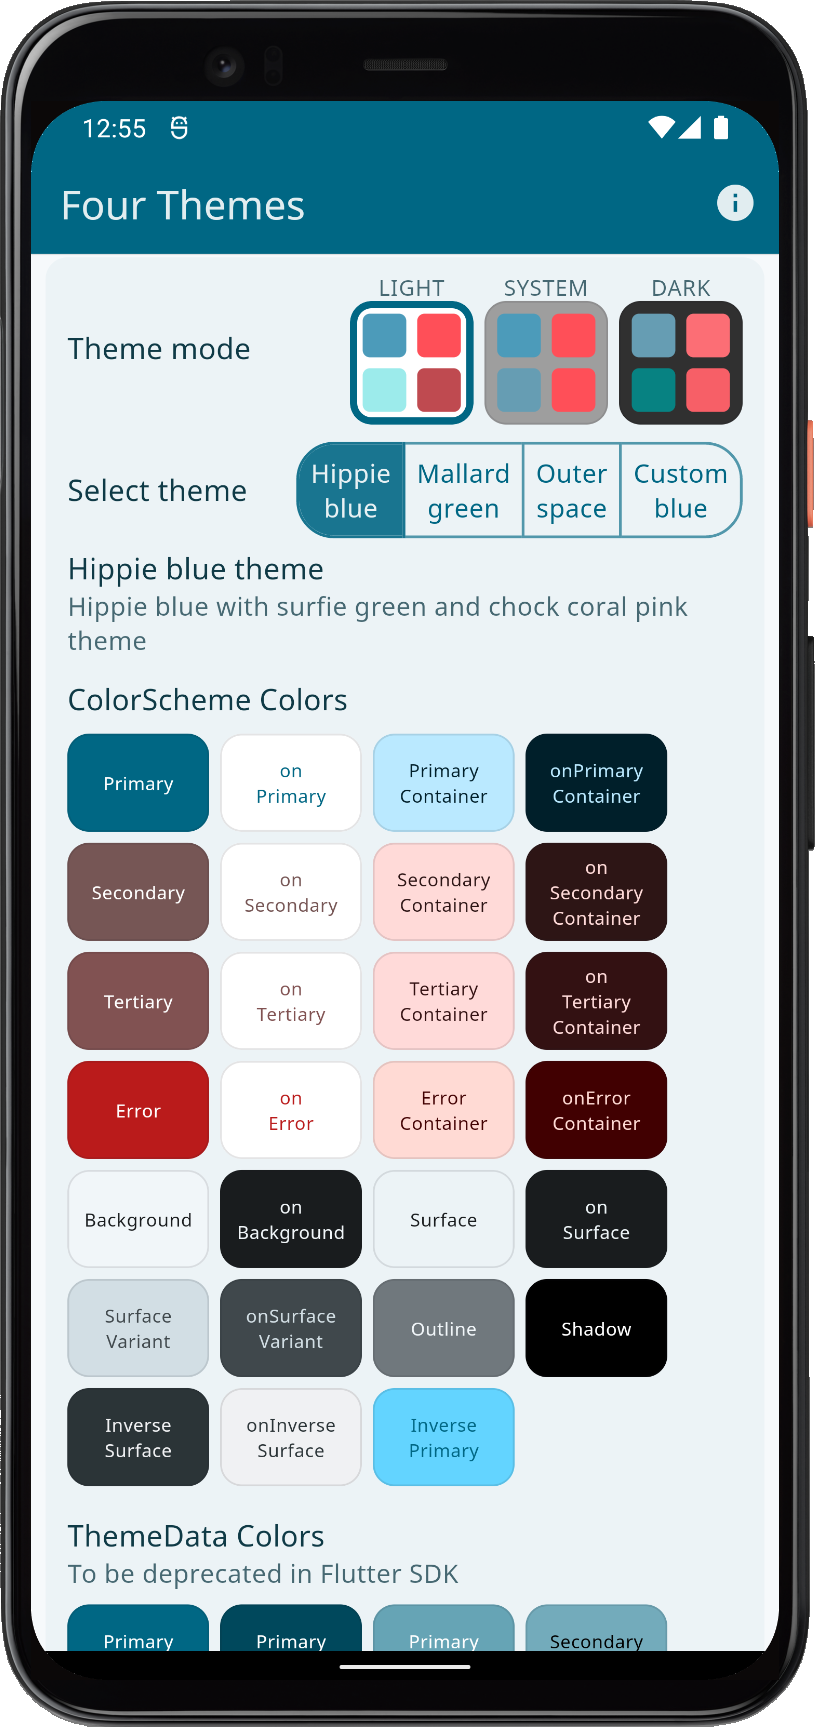 12:55
Four Themes
LIGHT SYSTEM DARK
Theme mode
Select theme
Hippie blue
Mallard green
Outer space
Custom blue
Hippie blue theme
Hippie blue with surfie green and chock coral pink
theme
ColorScheme Colors
Primary
on
Primary
Primary
Container
onPrimary
Container
Secondary
on
Secondary
Secondary
Container
on
Secondary
Container
Tertiary
on
Tertiary
Tertiary
Container
on
Tertiary
Container
Error
on
Error
Error
Container
onError
Container
Background
on
Background
Surface
on
Surface
Surface
Variant
onSurface
Variant
Outline
Shadow
Inverse
Surface
onInverse
Surface
Inverse
Primary
ThemeData Colors
To be deprecated in Flutter SDK
Primary
Primary
Primary
Secondary